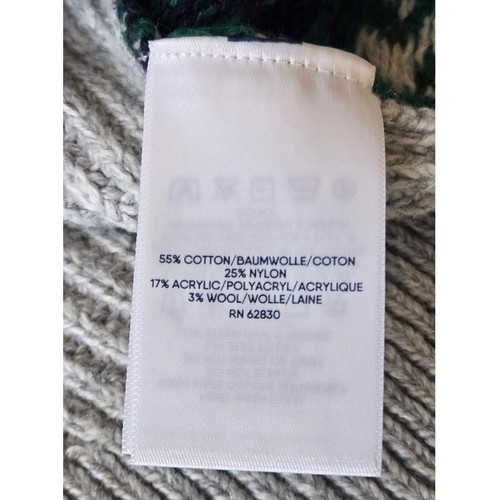 55% COTTON/BAUMWOLLE/COTON
25% NYLON
17% ACRYLIC/POLYACRYL/ACRYLIQUE
3% WOOL/WOLLE/LAINE
RN 62830